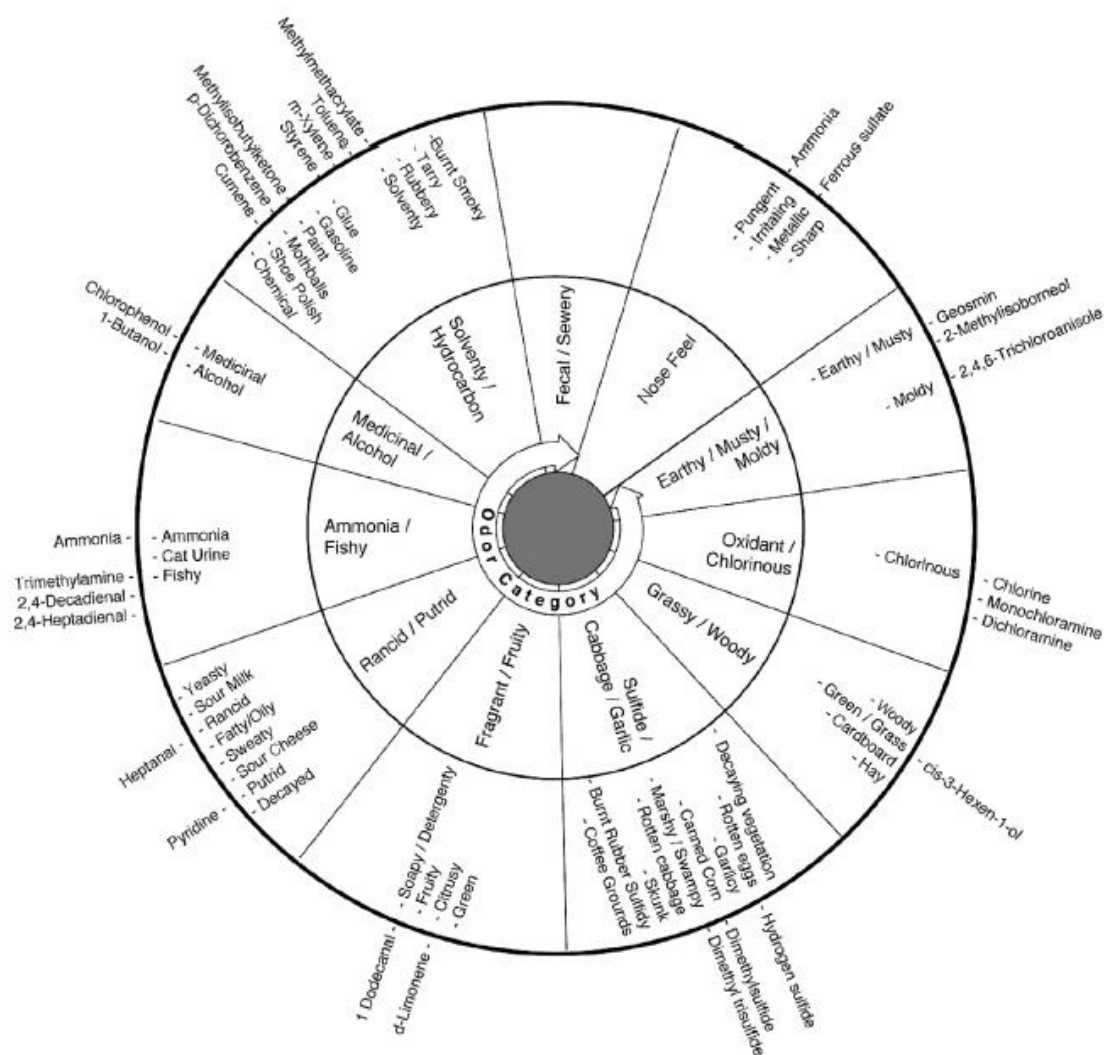 Odor Category
Fecal / Sewery
Nose Feel
- Pungent
- Irritating
- Metallic
- Sharp
- Ammonia
- Ferrous sulfate
Earthy / Musty /
Moldy
- Earthy / Musty
- Moldy
- Geosmin
- 2-Methylisoborneol
- 2,4,6-Trichloroanisole
Oxidant /
Chlorinous
- Chlorinous
- Chlorine
- Monochloramine
- Dichloramine
Grassy / Woody
- Woody
- Green / Grass
- Cardboard
- Hay
- cis-3-Hexen-1-ol
Sulfide /
Cabbage / Garlic
- Decaying vegetation
- Rotten eggs
- Garlicy
- Canned Corn
- Marshy / Swampy
- Rotten cabbage
- Skunk
- Burnt Rubber Sulfidy
- Coffee Grounds
- Hydrogen sulfide
- Dimethylsulfide
- Dimethyl trisulfide
Fragrant / Fruity
- Soapy / Detergenty
- Fruity
- Citrusy
- Green
1 Dodecanal -
d-Limonene -
Rancid / Putrid
- Yeasty
- Sour Milk
- Rancid
- Fatty/Oily
- Sweaty
- Sour Cheese
- Putrid
- Decayed
Heptanal -
Pyridine -
Ammonia /
Fishy
- Ammonia
- Cat Urine
- Fishy
Ammonia -
Trimethylamine -
2,4-Decadienal -
2,4-Heptadienal -
Medicinal /
Alcohol
- Medicinal
- Alcohol
Chlorophenol -
1-Butanol -
Solventy /
Hydrocarbon
- Burnt Smoky
- Tarry
- Rubbery
- Solventy
- Glue
- Gasoline
- Paint
- Mothballs
- Shoe Polish
- Chemical
Methylmethacrylate -
Toluene -
m-Xylene -
Styrene -
Methylisobutylketone -
p-Dichorobenzene -
Cumene -